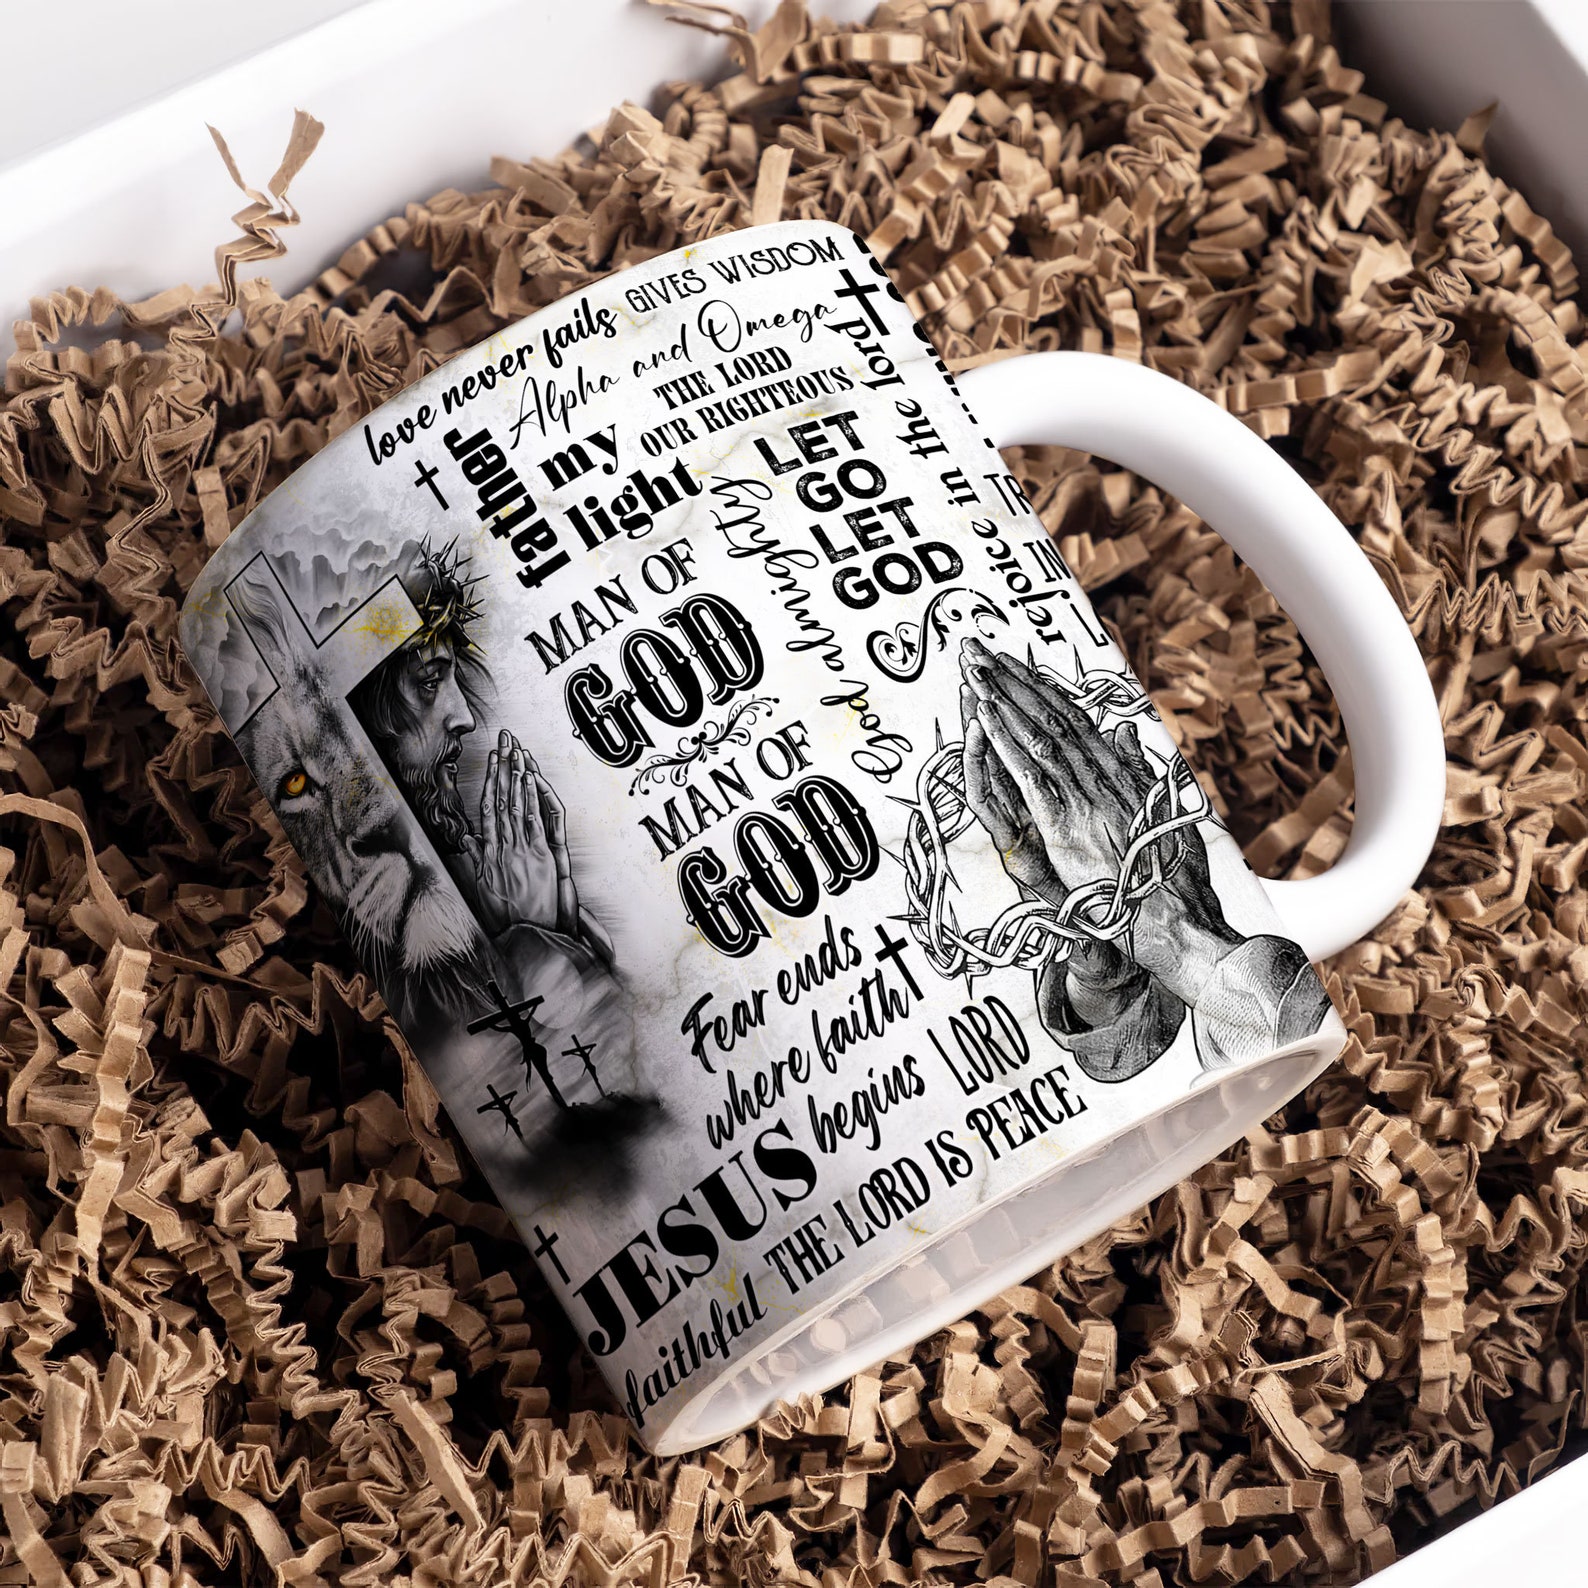 love never fails
GIVES WISDOM
Alpha and Omega
father
my
light
THE LORD
OUR RIGHTEOUS
LET
GO
LET
GOD
God almighty
rejoice in the lord
MAN OF
GOD
MAN OF
GOD
Fear ends
where faith
begins
LORD
JESUS
faithful
THE LORD IS PEACE
IN